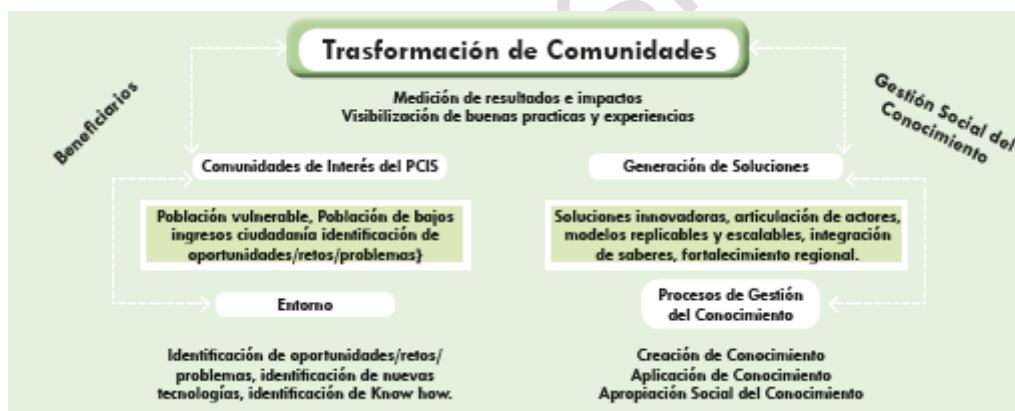 Trasformación de Comunidades
Medición de resultados e impactos
Visibilización de buenas practicas y experiencias
Beneficiarios
Gestión Social del
Conocimiento
Comunidades de Interés del PCIS
Población vulnerable, Población de bajos
ingresos ciudadanía identificación de
oportunidades/retos/problemas}
Entorno
Identificación de oportunidades/retos/
problemas, identificación de nuevas
tecnologías, identificación de Know how.
Generación de Soluciones
Soluciones innovadoras, articulación de actores,
modelos replicables y escalables, integración
de saberes, fortalecimiento regional.
Procesos de Gestión
del Conocimiento
Creación de Conocimiento
Aplicación de Conocimiento
Apropiación Social del Conocimiento